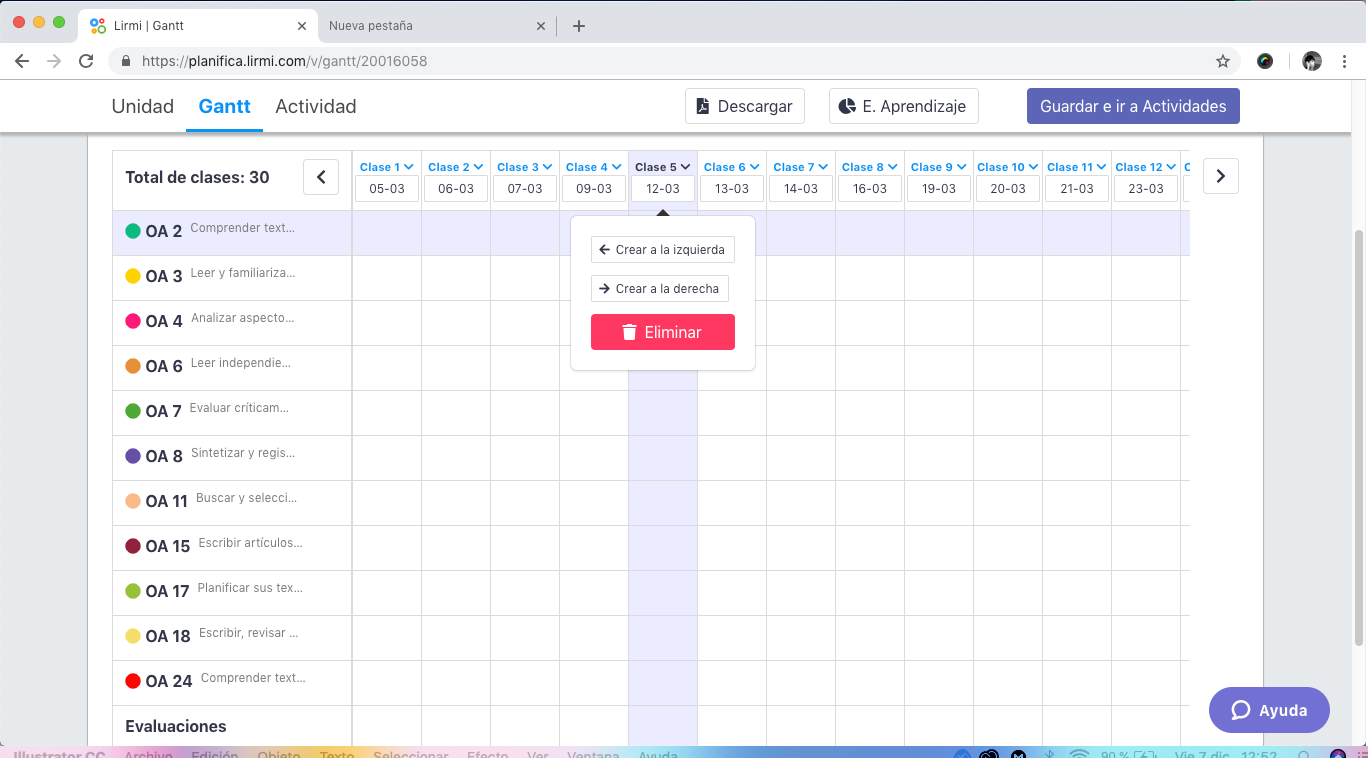 Lirmi | Gantt
Nueva pestaña
https://planifica.lirmi.com/v/gantt/20016058
Unidad Gantt Actividad
Descargar
E. Aprendizaje
Guardar e ir a Actividades
Total de clases: 30
Clase 1 Clase 2 Clase 3 Clase 4 Clase 5 Clase 6 Clase 7 Clase 8 Clase 9 Clase 10 Clase 11 Clase 12 C
05-03 06-03 07-03 09-03 12-03 13-03 14-03 16-03 19-03 20-03 21-03 23-03
OA 2 Comprender text...
Crear a la izquierda
OA 3 Leer y familiariza...
Crear a la derecha
OA 4 Analizar aspecto...
Eliminar
OA 6 Leer independie...
OA 7 Evaluar críticam...
OA 8 Sintetizar y regis...
OA 11 Buscar y selecci...
OA 15 Escribir artículos...
OA 17 Planificar sus tex...
OA 18 Escribir, revisar ...
OA 24 Comprender text...
Evaluaciones
Ayuda
Illustrator CC Archivo Edición Objeto Texto Seleccionar Efecto Ver Ventana Ayuda 90 % Vie 7 dic. 12:52